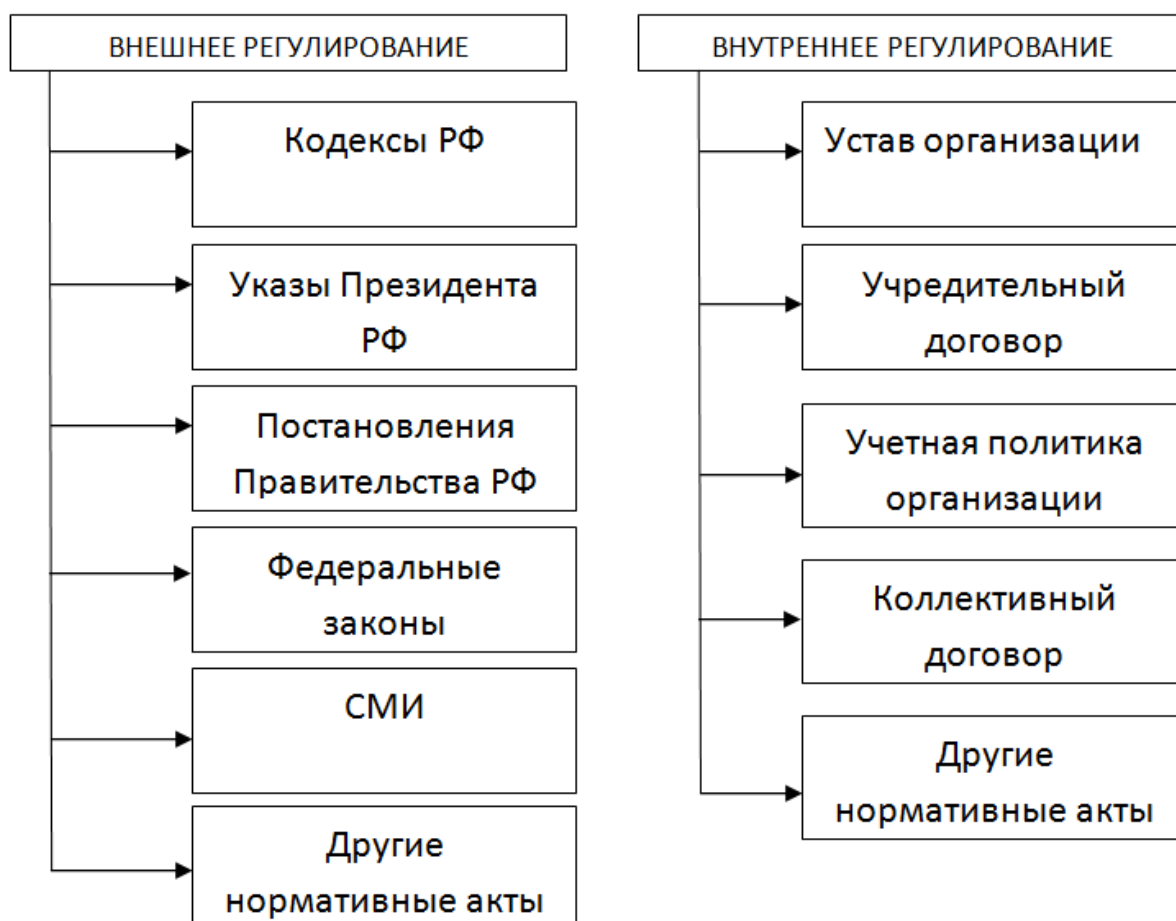 ВНЕШНЕЕ РЕГУЛИРОВАНИЕ
Кодексы РФ
Указы Президента
РФ
Постановления
Правительства РФ
Федеральные
законы
СМИ
Другие
нормативные акты
ВНУТРЕННЕЕ РЕГУЛИРОВАНИЕ
Устав организации
Учредительный
договор
Учетная политика
организации
Коллективный
договор
Другие
нормативные акты